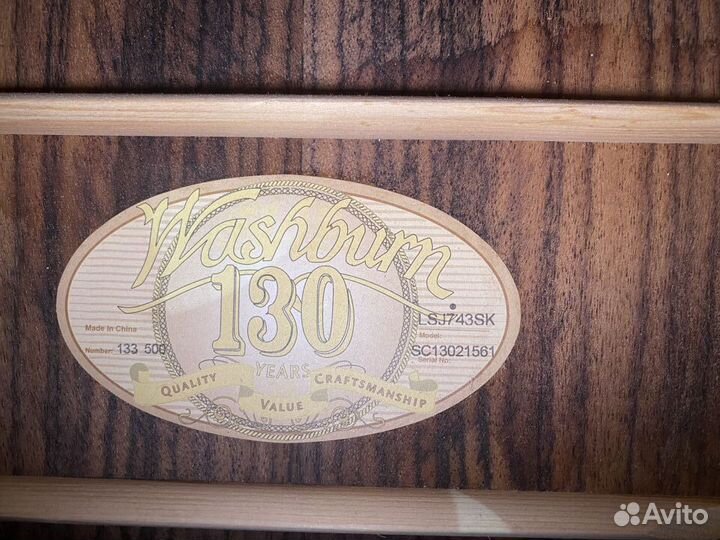 Washburn
130
®
LSJ743SK
Made in China
Model:
Number: 133 500
SC13021561
Serial No.:
YEARS
QUALITY
VALUE
CRAFTSMANSHIP
Avito